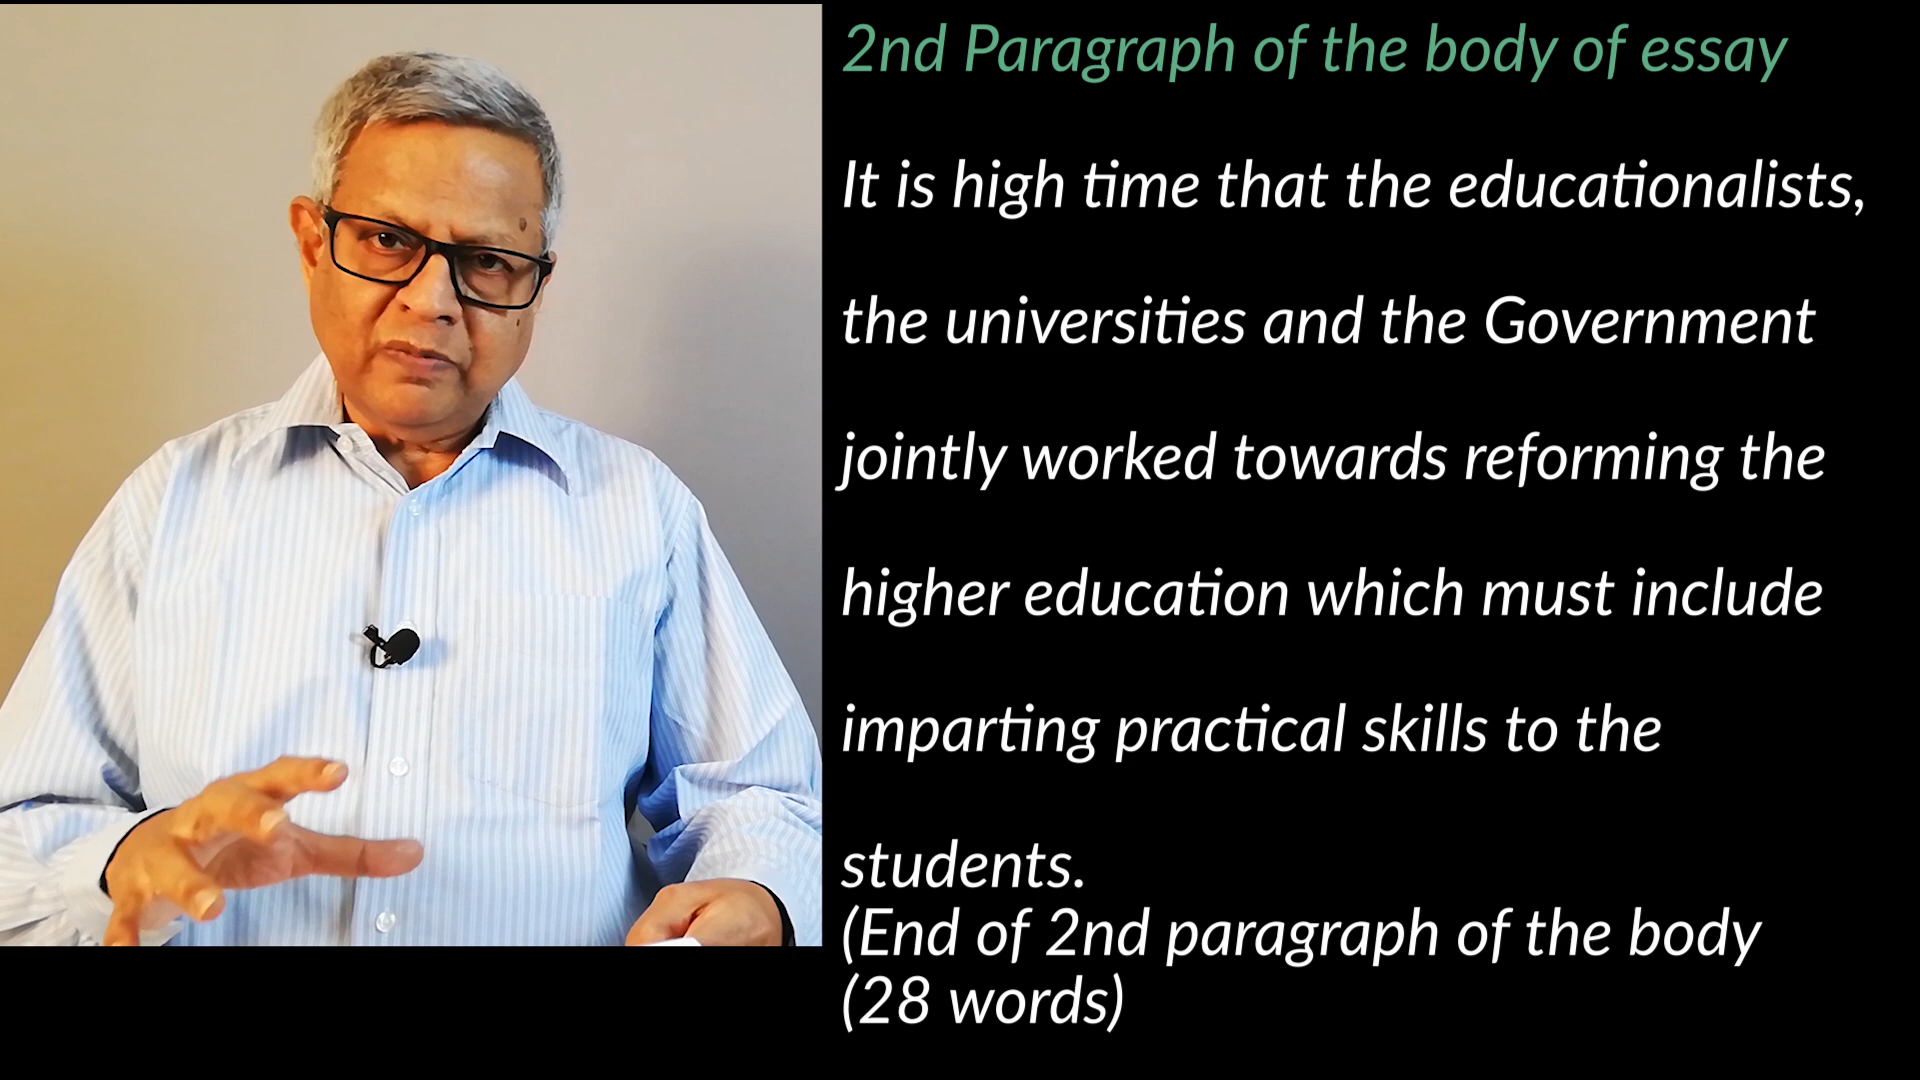 2nd Paragraph of the body of essay
It is high time that the educationalists,
the universities and the Government
jointly worked towards reforming the
higher education which must include
imparting practical skills to the
students.
(End of 2nd paragraph of the body
(28 words)